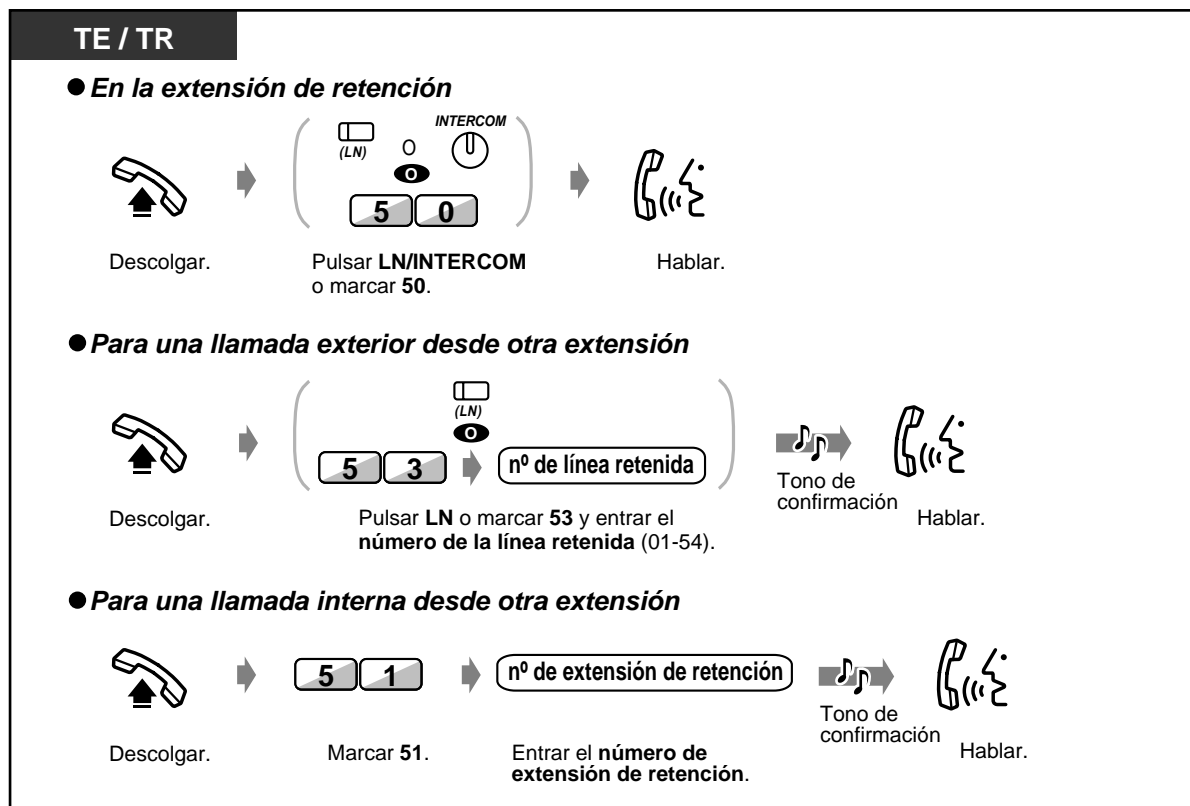 TE / TR
● En la extensión de retención
INTERCOM
(LN)
O
5 0
Descolgar.
Pulsar LN/INTERCOM
o marcar 50.
Hablar.
● Para una llamada exterior desde otra extensión
(LN)
O
5 3
nº de línea retenida
Tono de
confirmación
Descolgar.
Pulsar LN o marcar 53 y entrar el
número de la línea retenida (01-54).
Hablar.
● Para una llamada interna desde otra extensión
5 1
nº de extensión de retención
Tono de
confirmación
Descolgar.
Marcar 51.
Entrar el número de
extensión de retención.
Hablar.